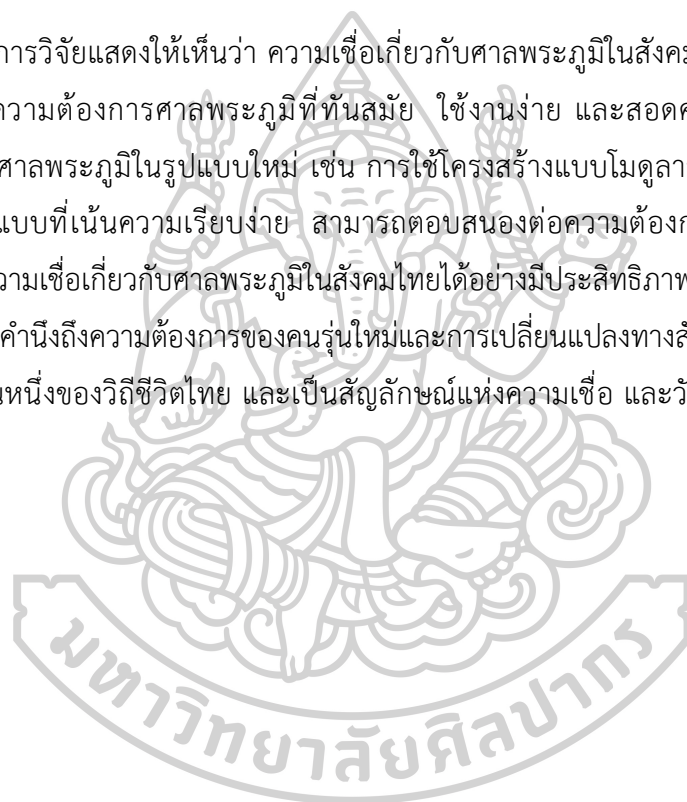 การวิจัยแสดงให้เห็นว่า ความเชื่อเกี่ยวกับศาลพระภูมิในสังคม
ความต้องการศาลพระภูมิที่ทันสมัย ใช้งานง่าย และสอดค
ศาลพระภูมิในรูปแบบใหม่ เช่น การใช้โครงสร้างแบบโมดูลา
แบบที่เน้นความเรียบง่าย สามารถตอบสนองต่อความต้องก
วามเชื่อเกี่ยวกับศาลพระภูมิในสังคมไทยได้อย่างมีประสิทธิภาพ
คำนึงถึงความต้องการของคนรุ่นใหม่และการเปลี่ยนแปลงทางสั
นหนึ่งของวิถีชีวิตไทย และเป็นสัญลักษณ์แห่งความเชื่อ และวั
มหาวิทยาลัยศิลปากร